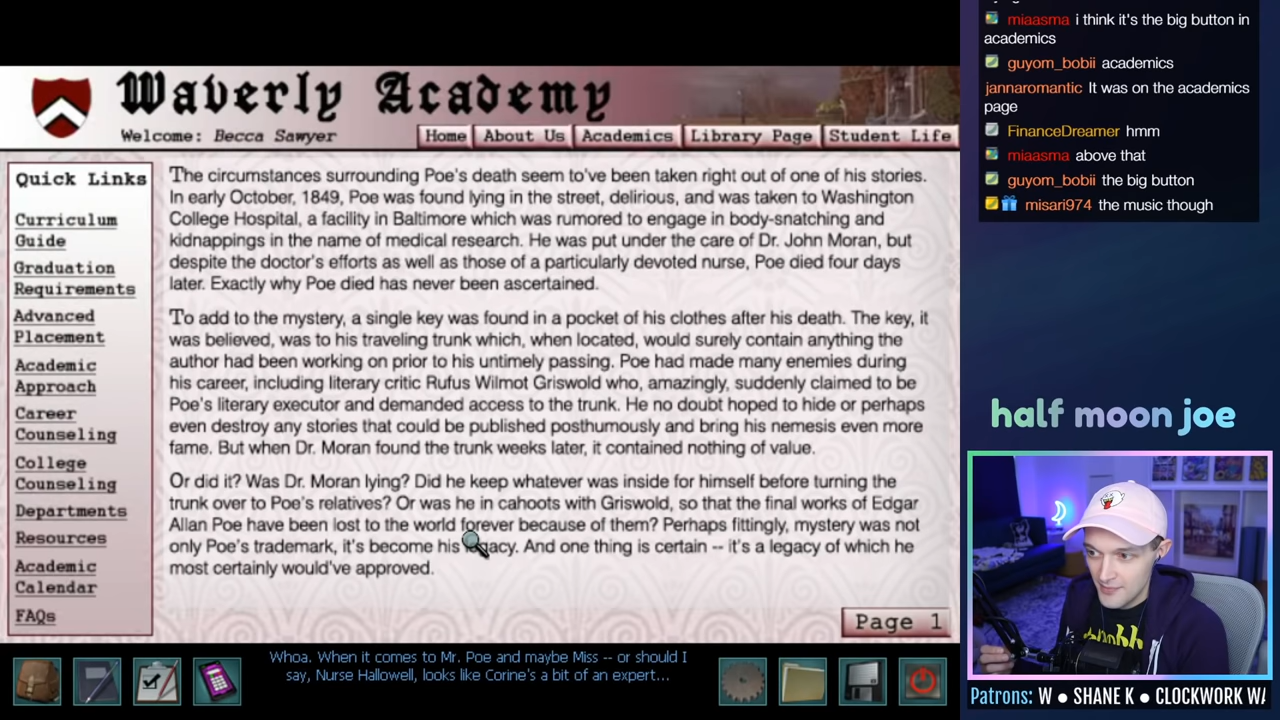 miaasma i think it's the big button in
academics
guyom_bobii academics
jannaromantic It was on the academics
page
FinanceDreamer hmm
miaasma above that
guyom_bobii the big button
misari974 the music though
Waverly Academy
Welcome: Becca Sawyer
Home About Us Academics Library Page Student Life
Quick Links
Curriculum
Guide
Graduation
Requirements
Advanced
Placement
Academic
Approach
Career
Counseling
College
Counseling
Departments
Resources
Academic
Calendar
FAQs
The circumstances surrounding Poe's death seem to've been taken right out of one of his stories.
In early October, 1849, Poe was found lying in the street, delirious, and was taken to Washington
College Hospital, a facility in Baltimore which was rumored to engage in body-snatching and
kidnappings in the name of medical research. He was put under the care of Dr. John Moran, but
despite the doctor's efforts as well as those of a particularly devoted nurse, Poe died four days
later. Exactly why Poe died has never been ascertained.
To add to the mystery, a single key was found in a pocket of his clothes after his death. The key, it
was believed, was to his traveling trunk which, when located, would surely contain anything the
author had been working on prior to his untimely passing. Poe had made many enemies during
his career, including literary critic Rufus Wilmot Griswold who, amazingly, suddenly claimed to be
Poe's literary executor and demanded access to the trunk. He no doubt hoped to hide or perhaps
even destroy any stories that could be published posthumously and bring his nemesis even more
fame. But when Dr. Moran found the trunk weeks later, it contained nothing of value.
Or did it? Was Dr. Moran lying? Did he keep whatever was inside for himself before turning the
trunk over to Poe's relatives? Or was he in cahoots with Griswold, so that the final works of Edgar
Allan Poe have been lost to the world forever because of them? Perhaps fittingly, mystery was not
only Poe's trademark, it's become his legacy. And one thing is certain -- it's a legacy of which he
most certainly would've approved.
Page 1
Whoa. When it comes to Mr. Poe and maybe Miss -- or should I
say, Nurse Hallowell, looks like Corine's a bit of an expert...
half moon joe
Patrons: W ● SHANE K ● CLOCKWORK WA